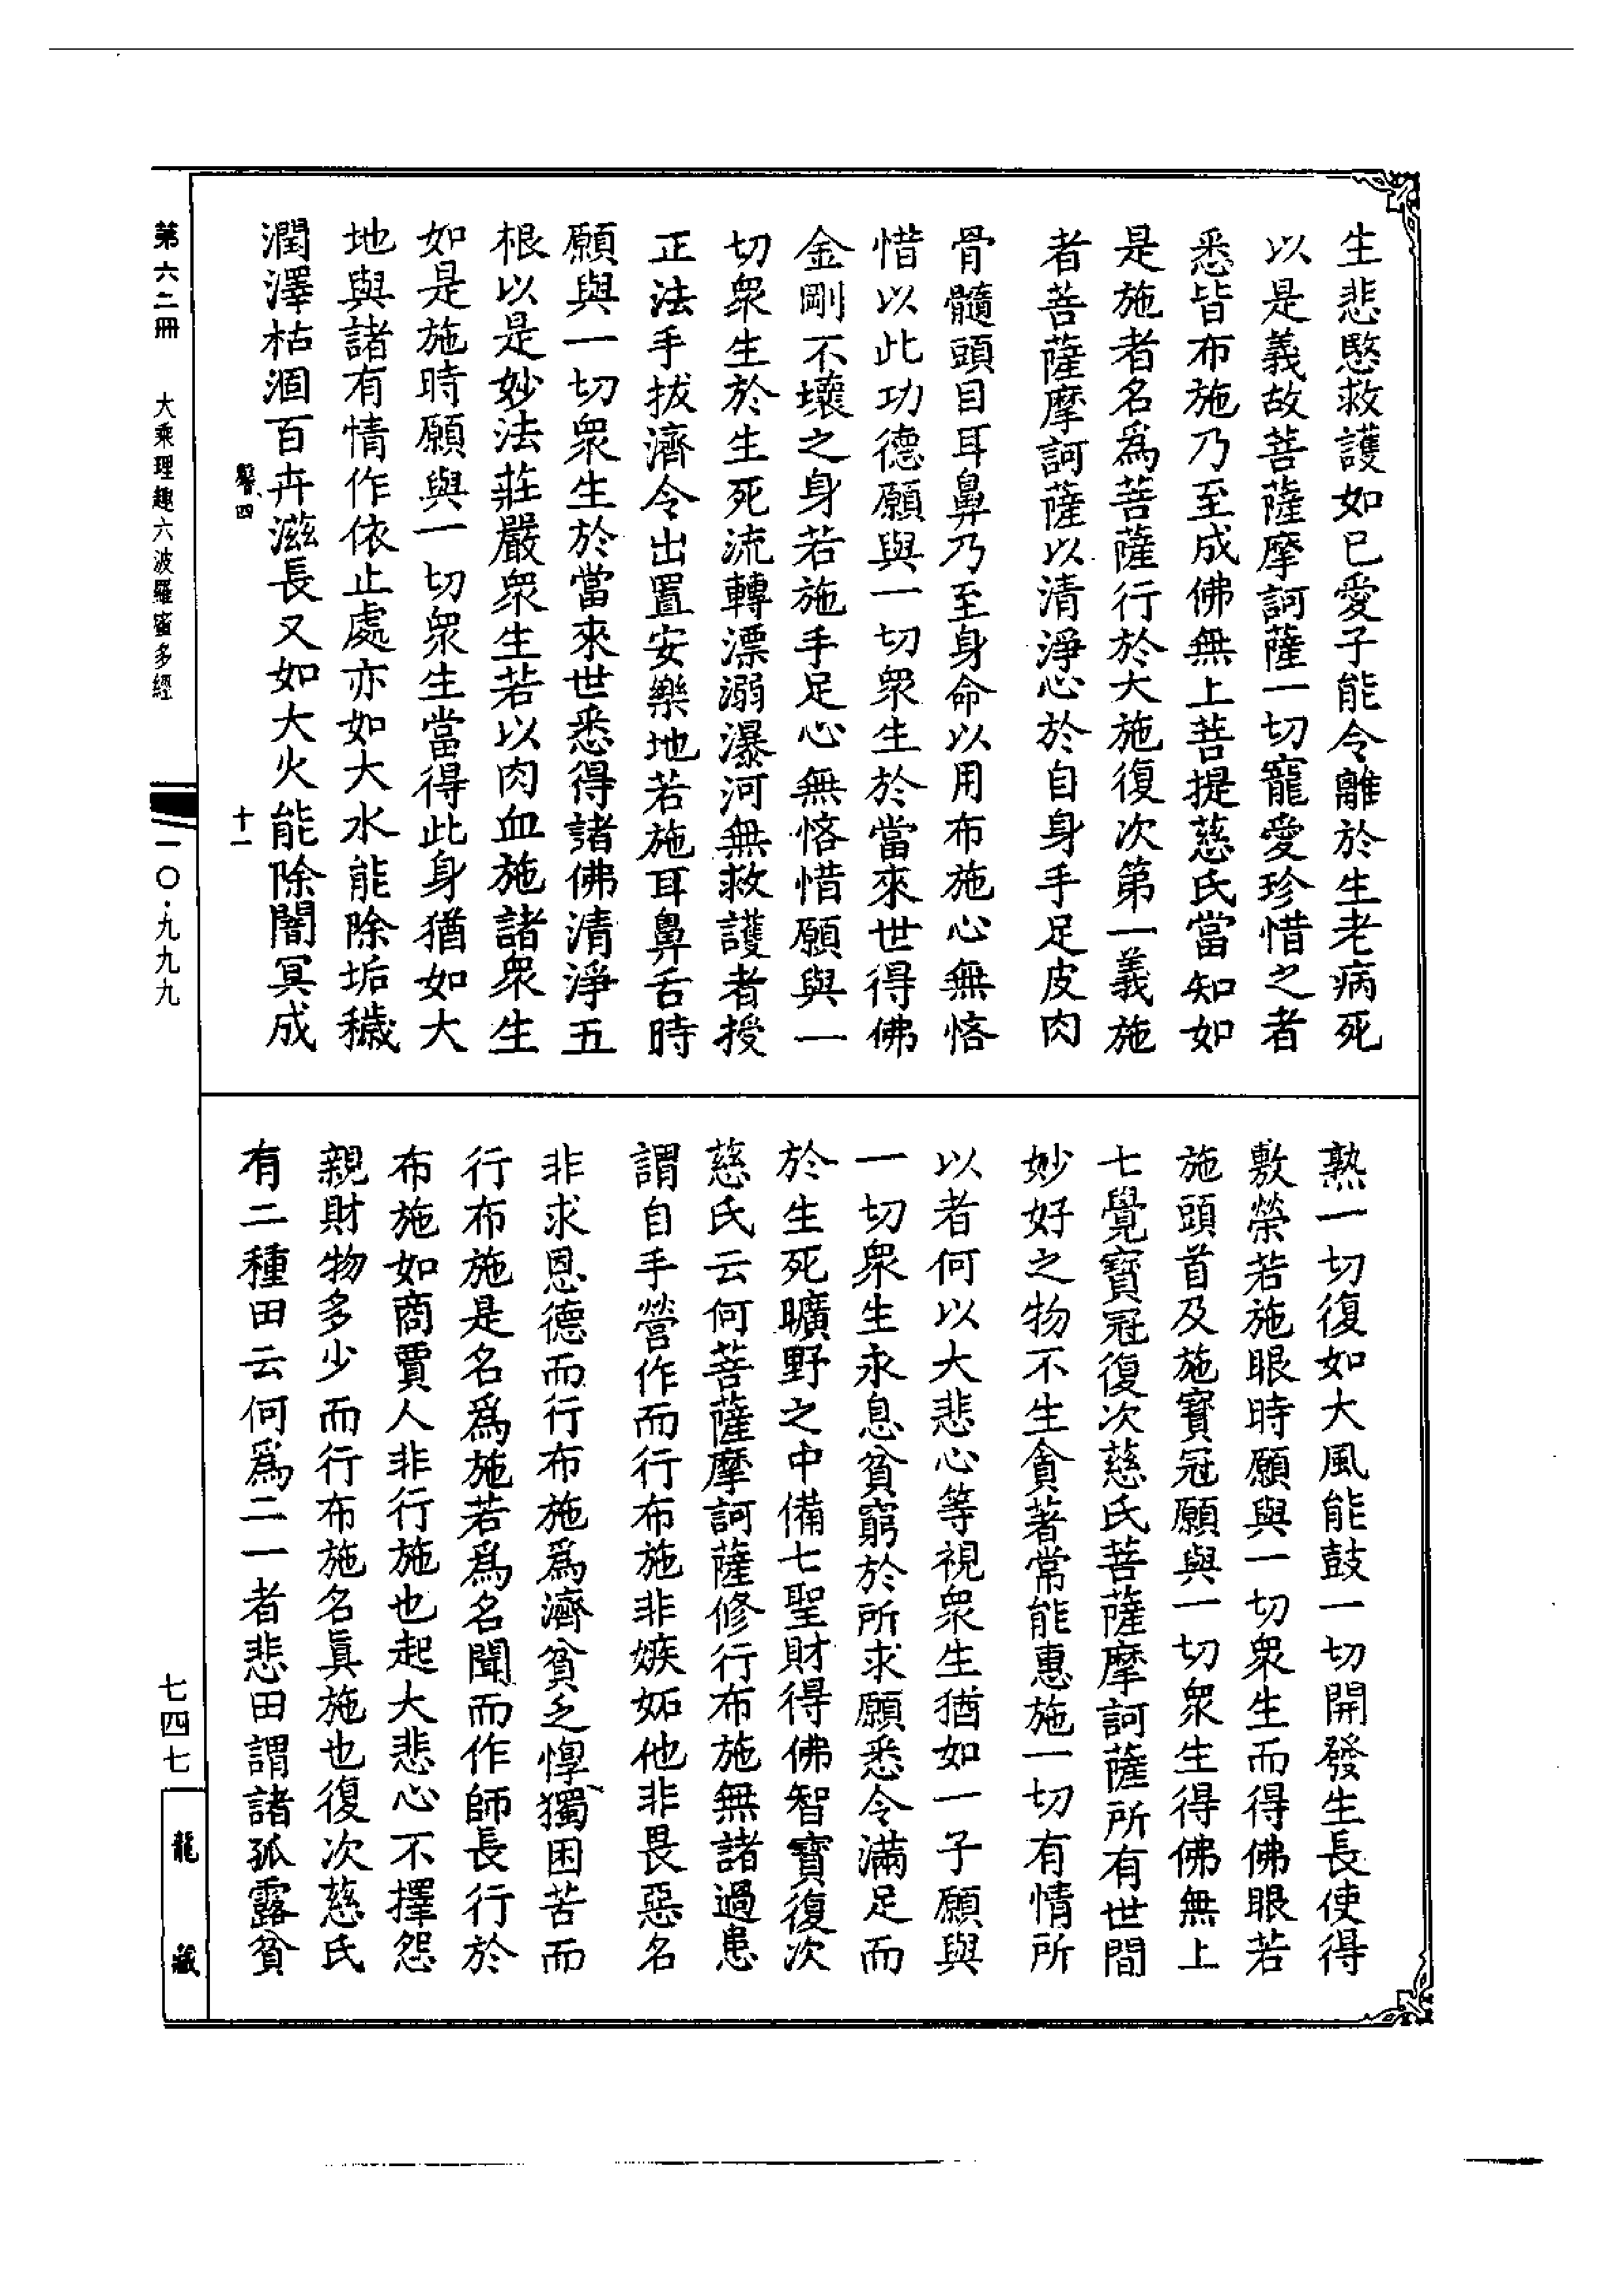 生悲愍救護如已愛子能令離於生老病死
以是義故菩薩摩訶薩一切寵愛珍惜之者
悉皆布施乃至成佛無上菩提慈氏當知如
是施者名爲菩薩行於大施復次第一義施
者菩薩摩訶薩以清淨心於自身手足皮肉
骨髓頭目耳鼻乃至身命以用布施心無悋
惜以此功德願與一切衆生於當來世得佛
金剛不壞之身若施手足心無悋惜願與一
切衆生於生死流轉漂溺瀑河無救護者授
正法手拔濟令出置安樂地若施耳鼻舌時
願與一切衆生於當來世悉得諸佛清淨五
根以是妙法莊嚴衆生若以肉血施諸衆生
如是施時願與一切衆生當得此身猶如大
地與諸有情作依止處亦如大水能除垢穢
潤澤枯涸百卉滋長又如大火能除闇冥成
熟一切復如大風能鼓一切開發生長使得
敷榮若施眼時願與一切衆生而得佛眼若
施頭首及施寶冠願與一切衆生得佛無上
七覺寶冠復次慈氏菩薩摩訶薩所有世間
妙好之物不生貪著常能惠施一切有情所
以者何以大悲心等視衆生猶如一子願與
一切衆生永息貧窮於所求願悉令滿足而
於生死曠野之中備七聖財得佛智寶復次
慈氏云何菩薩摩訶薩修行布施無諸過患
謂自手營作而行布施非嫉妬他非畏惡名
非求恩德而行布施爲濟貧乏惸獨困苦而
行布施是名爲施若爲名聞而作師長行於
布施如商賈人非行施也起大悲心不擇怨
親財物多少而行布施名眞施也復次慈氏
有二種田云何爲二一者悲田謂諸孤露貧
四
十一
第六二冊 大乘理趣六波羅蜜多經
一〇·九九九
七四七
龍藏